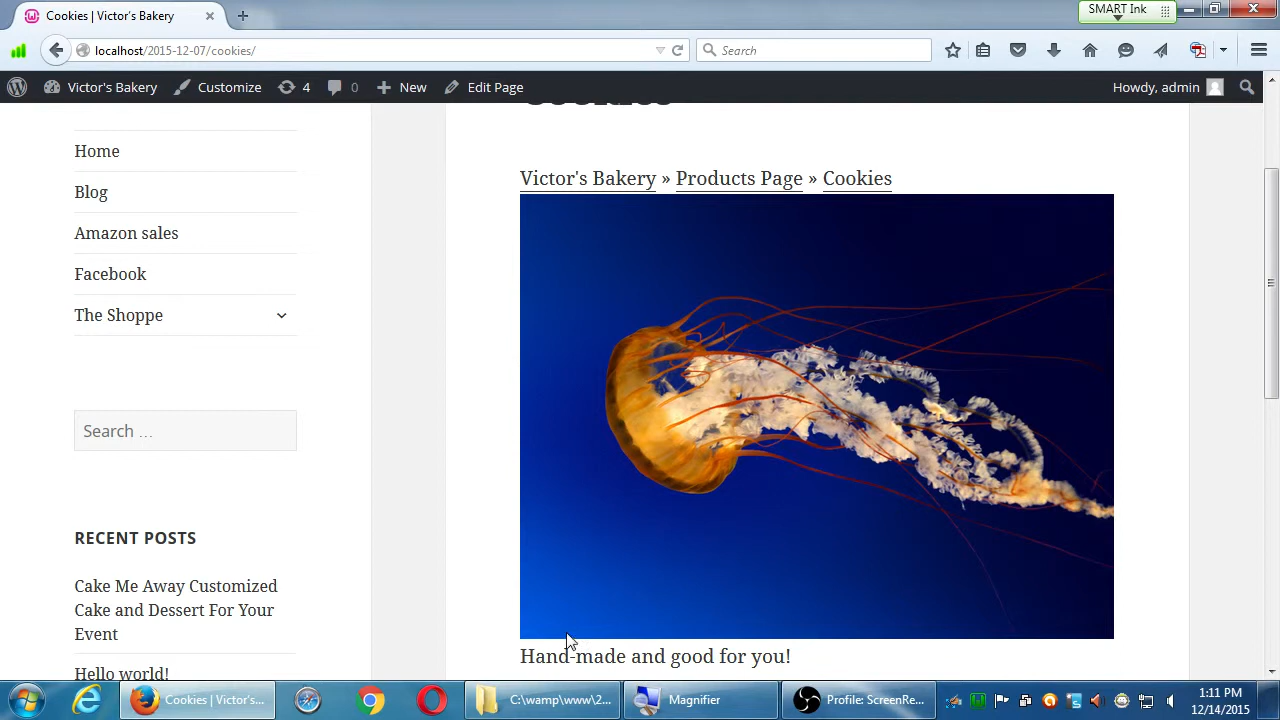 Cookies | Victor's Bakery
SMART Ink
localhost/2015-12-07/cookies/
Search
Victor's Bakery
Customize
4
0
New
Edit Page
Howdy, admin
Cookies
Home
Blog
Amazon sales
Facebook
The Shoppe
Search …
RECENT POSTS
Cake Me Away Customized
Cake and Dessert For Your
Event
Hello world!
Victor's Bakery » Products Page » Cookies
Hand-made and good for you!
Cookies | Victor's...
C:\wamp\www\2...
Magnifier
Profile: ScreenRe...
1:11 PM
12/14/2015